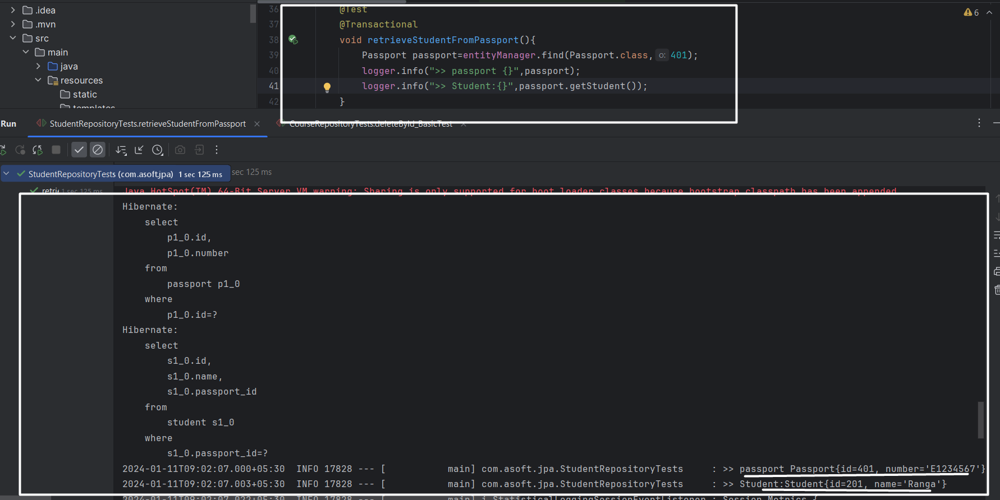 .idea
.mvn
src
main
java
resources
static
templates
36 @Test
37 @Transactional
38 void retrieveStudentFromPassport(){
39 Passport passport=entityManager.find(Passport.class, o: 401);
40 logger.info(">> passport {}",passport);
41 logger.info(">> Student:{}",passport.getStudent());
42 }
6
Run StudentRepositoryTests.retrieveStudentFromPassport CourseRepositoryTests.deleteById_BasicTest
StudentRepositoryTests (com.asoft.jpa) 1 sec 125 ms sec 125 ms
retrie 1 sec 125 ms
Java HotSpot(TM) 64-Bit Server VM warning: Sharing is only supported for boot loader classes because bootstrap classpath has been appended
Hibernate:
select
p1_0.id,
p1_0.number
from
passport p1_0
where
p1_0.id=?
Hibernate:
select
s1_0.id,
s1_0.name,
s1_0.passport_id
from
student s1_0
where
s1_0.passport_id=?
2024-01-11T09:02:07.000+05:30 INFO 17828 --- [ main] com.asoft.jpa.StudentRepositoryTests : >> passport Passport{id=401, number='E1234567'}
2024-01-11T09:02:07.003+05:30 INFO 17828 --- [ main] com.asoft.jpa.StudentRepositoryTests : >> Student:Student{id=201, name='Ranga'}
2024-01-11T09:02:07.022+05:30 INFO 17828 --- [ main] i.StatisticalLoggingSessionEventListener : Session Metrics {